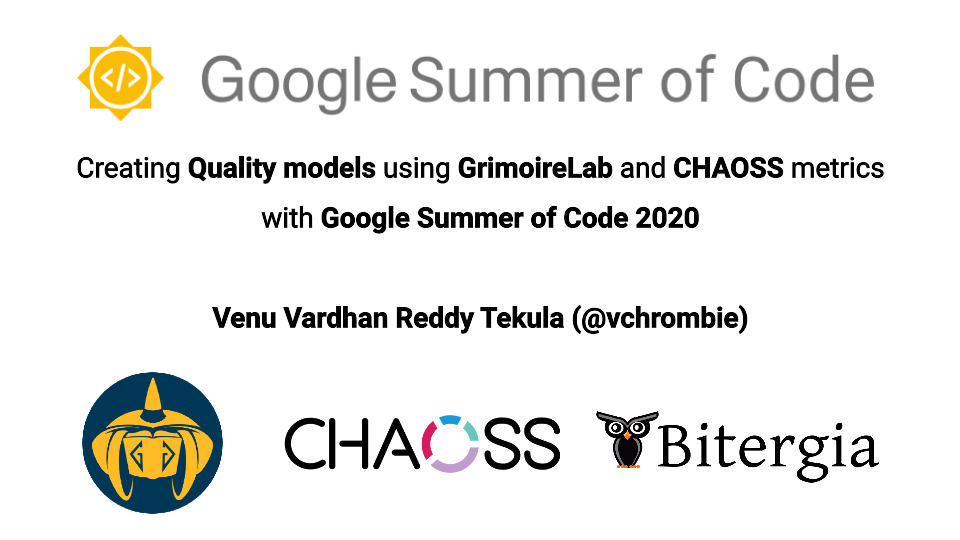 </> Google Summer of Code
Creating Quality models using GrimoireLab and CHAOSS metrics
with Google Summer of Code 2020
Venu Vardhan Reddy Tekula (@vchrombie)
CHAOSS Bitergia